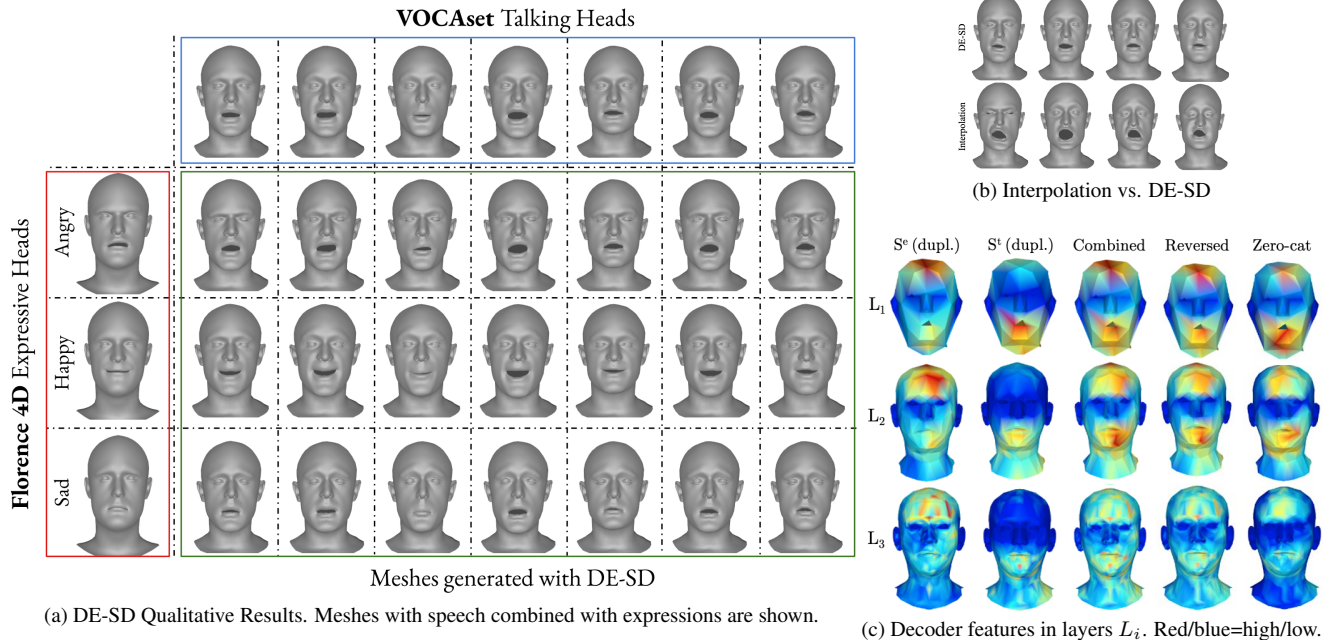 VOCAset Talking Heads
Florence 4D Expressive Heads
Angry
Happy
Sad
Meshes generated with DE-SD
(a) DE-SD Qualitative Results. Meshes with speech combined with expressions are shown.
DE-SD
Interpolation
(b) Interpolation vs. DE-SD
Sᵉ (dupl.) Sᵗ (dupl.) Combined Reversed Zero-cat
L₁
L₂
L₃
(c) Decoder features in layers Lᵢ. Red/blue=high/low.